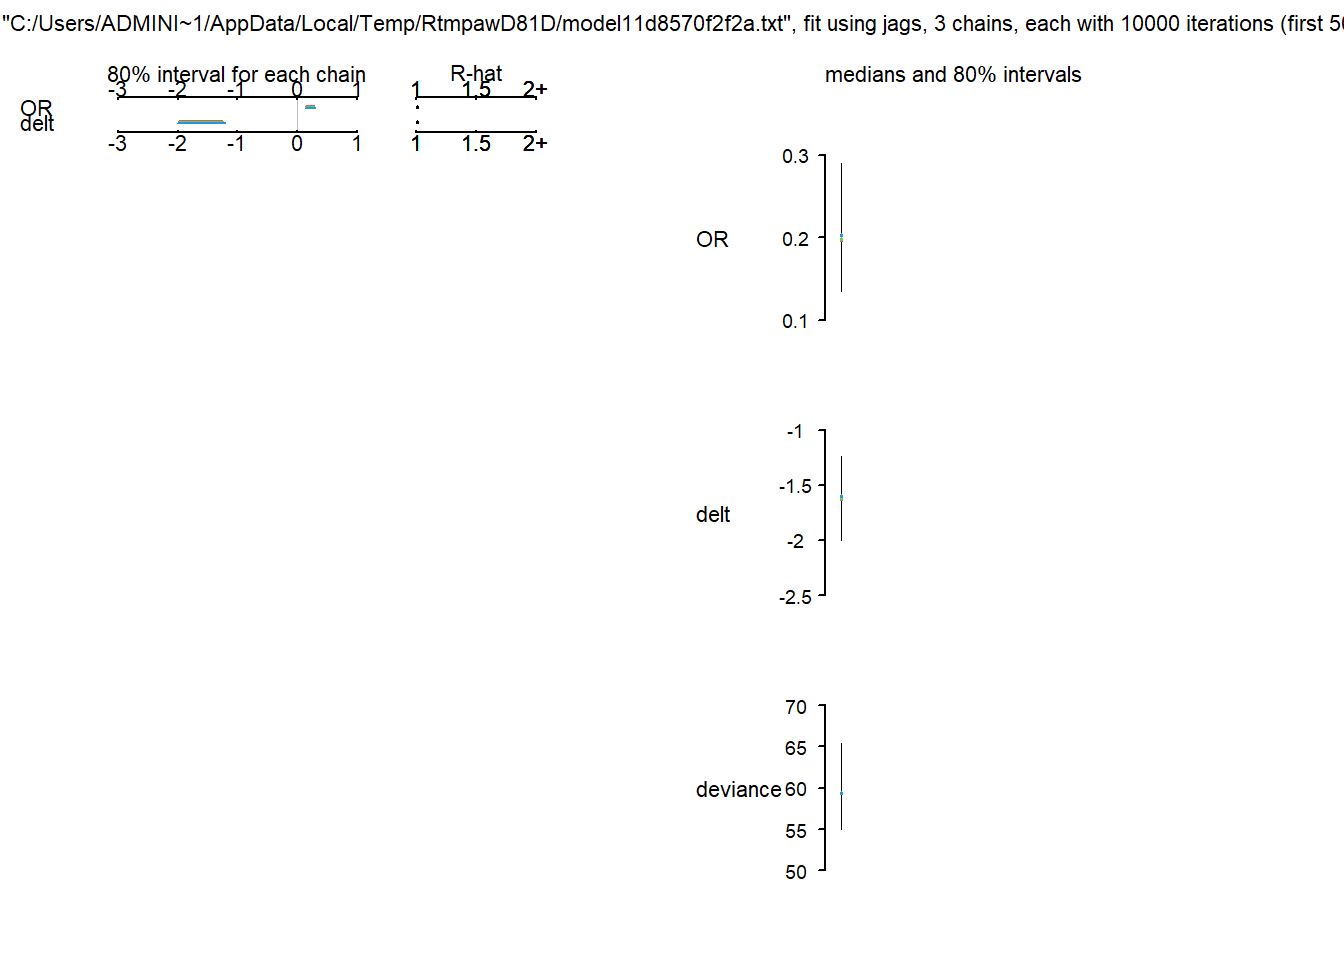 "C:/Users/ADMINI~1/AppData/Local/Temp/RtmpawD81D/model11d8570f2f2a.txt", fit using jags, 3 chains, each with 10000 iterations (first 50
80% interval for each chain R-hat medians and 80% intervals
-3 -2 -1 0 1 1 1.5 2+
OR
delt
-3 -2 -1 0 1 1 1.5 2+
0.3
OR 0.2
0.1
-1
-1.5
delt
-2
-2.5
70
65
deviance 60
55
50